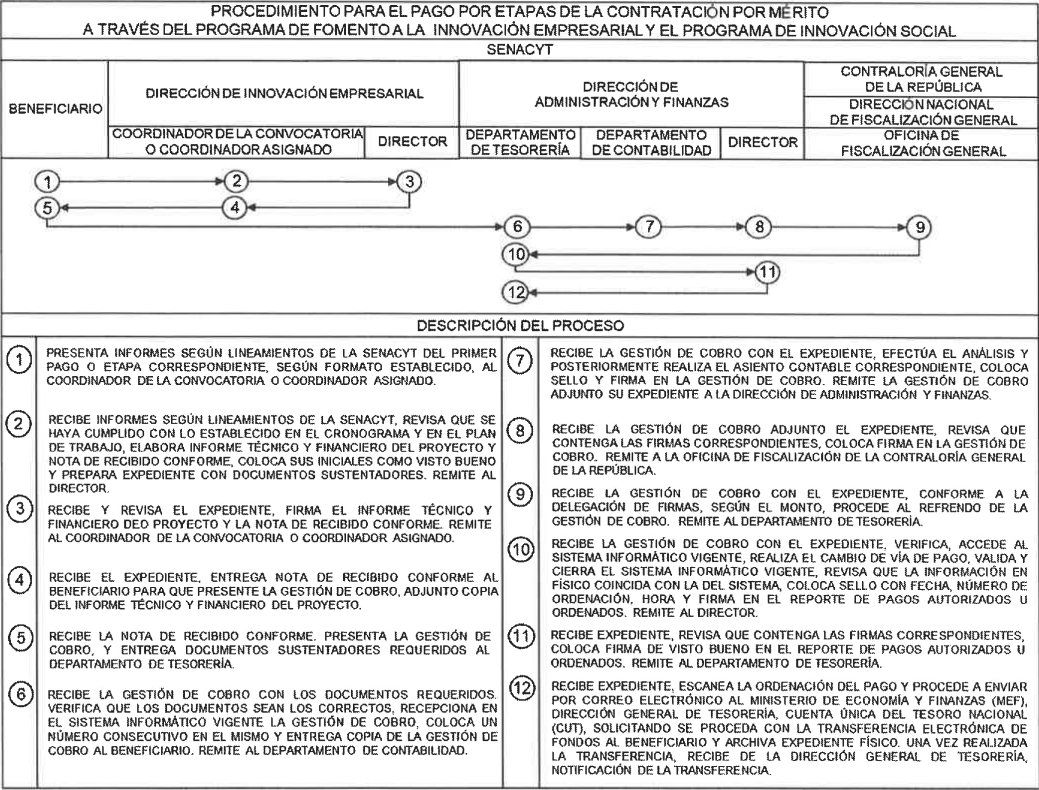 PROCEDIMIENTO PARA EL PAGO POR ETAPAS DE LA CONTRATACIÓN POR MÉRITO
A TRAVÉS DEL PROGRAMA DE FOMENTO A LA INNOVACIÓN EMPRESARIAL Y EL PROGRAMA DE INNOVACIÓN SOCIAL
SENACYT
BENEFICIARIO
DIRECCIÓN DE INNOVACIÓN EMPRESARIAL
DIRECCIÓN DE
ADMINISTRACIÓN Y FINANZAS
CONTRALORÍA GENERAL
DE LA REPÚBLICA
DIRECCIÓN NACIONAL
DE FISCALIZACIÓN GENERAL
COORDINADOR DE LA CONVOCATORIA
O COORDINADOR ASIGNADO
DIRECTOR
DEPARTAMENTO
DE TESORERÍA
DEPARTAMENTO
DE CONTABILIDAD
DIRECTOR
OFICINA DE
FISCALIZACIÓN GENERAL
1 2 3
5 4
6 7 8 9
10
11
12
DESCRIPCIÓN DEL PROCESO
1
PRESENTA INFORMES SEGÚN LINEAMIENTOS DE LA SENACYT DEL PRIMER
PAGO O ETAPA CORRESPONDIENTE, SEGÚN FORMATO ESTABLECIDO, AL
COORDINADOR DE LA CONVOCATORIA O COORDINADOR ASIGNADO.
2
RECIBE INFORMES SEGÚN LINEAMIENTOS DE LA SENACYT, REVISA QUE SE
HAYA CUMPLIDO CON LO ESTABLECIDO EN EL CRONOGRAMA Y EN EL PLAN
DE TRABAJO, ELABORA INFORME TÉCNICO Y FINANCIERO DEL PROYECTO Y
NOTA DE RECIBIDO CONFORME, COLOCA SUS INICIALES COMO VISTO BUENO
Y PREPARA EXPEDIENTE CON DOCUMENTOS SUSTENTADORES. REMITE AL
DIRECTOR.
3
RECIBE Y REVISA EL EXPEDIENTE, FIRMA EL INFORME TÉCNICO Y
FINANCIERO DEO PROYECTO Y LA NOTA DE RECIBIDO CONFORME. REMITE
AL COORDINADOR DE LA CONVOCATORIA O COORDINADOR ASIGNADO.
4
RECIBE EL EXPEDIENTE, ENTREGA NOTA DE RECIBIDO CONFORME AL
BENEFICIARIO PARA QUE PRESENTE LA GESTIÓN DE COBRO, ADJUNTO COPIA
DEL INFORME TÉCNICO Y FINANCIERO DEL PROYECTO.
5
RECIBE LA NOTA DE RECIBIDO CONFORME. PRESENTA LA GESTIÓN DE
COBRO, Y ENTREGA DOCUMENTOS SUSTENTADORES REQUERIDOS AL
DEPARTAMENTO DE TESORERÍA.
6
RECIBE LA GESTIÓN DE COBRO CON LOS DOCUMENTOS REQUERIDOS.
VERIFICA QUE LOS DOCUMENTOS SEAN LOS CORRECTOS, RECEPCIONA EN
EL SISTEMA INFORMÁTICO VIGENTE LA GESTIÓN DE COBRO, COLOCA UN
NÚMERO CONSECUTIVO EN EL MISMO Y ENTREGA COPIA DE LA GESTIÓN DE
COBRO AL BENEFICIARIO. REMITE AL DEPARTAMENTO DE CONTABILIDAD.
7
RECIBE LA GESTIÓN DE COBRO CON EL EXPEDIENTE, EFECTÚA EL ANÁLISIS Y
POSTERIORMENTE REALIZA EL ASIENTO CONTABLE CORRESPONDIENTE, COLOCA
SELLO Y FIRMA EN LA GESTIÓN DE COBRO. REMITE LA GESTIÓN DE COBRO
ADJUNTO SU EXPEDIENTE A LA DIRECCIÓN DE ADMINISTRACIÓN Y FINANZAS.
8
RECIBE LA GESTIÓN DE COBRO ADJUNTO EL EXPEDIENTE, REVISA QUE
CONTENGA LAS FIRMAS CORRESPONDIENTES, COLOCA FIRMA EN LA GESTIÓN DE
COBRO. REMITE A LA OFICINA DE FISCALIZACIÓN DE LA CONTRALORÍA GENERAL
DE LA REPÚBLICA.
9
RECIBE LA GESTIÓN DE COBRO CON EL EXPEDIENTE, CONFORME A LA
DELEGACIÓN DE FIRMAS, SEGÚN EL MONTO, PROCEDE AL REFRENDO DE LA
GESTIÓN DE COBRO. REMITE AL DEPARTAMENTO DE TESORERÍA.
10
RECIBE LA GESTIÓN DE COBRO CON EL EXPEDIENTE, VERIFICA, ACCEDE AL
SISTEMA INFORMÁTICO VIGENTE, REALIZA EL CAMBIO DE VÍA DE PAGO, VALIDA Y
CIERRA EL SISTEMA INFORMÁTICO VIGENTE, REVISA QUE LA INFORMACIÓN EN
FÍSICO COINCIDA CON LA DEL SISTEMA, COLOCA SELLO CON FECHA, NÚMERO DE
ORDENACIÓN, HORA Y FIRMA EN EL REPORTE DE PAGOS AUTORIZADOS U
ORDENADOS. REMITE AL DIRECTOR.
11
RECIBE EXPEDIENTE, REVISA QUE CONTENGA LAS FIRMAS CORRESPONDIENTES,
COLOCA FIRMA DE VISTO BUENO EN EL REPORTE DE PAGOS AUTORIZADOS U
ORDENADOS. REMITE AL DEPARTAMENTO DE TESORERÍA.
12
RECIBE EXPEDIENTE, ESCANEA LA ORDENACIÓN DEL PAGO Y PROCEDE A ENVIAR
POR CORREO ELECTRÓNICO AL MINISTERIO DE ECONOMÍA Y FINANZAS (MEF),
DIRECCIÓN GENERAL DE TESORERÍA, CUENTA ÚNICA DEL TESORO NACIONAL
(CUT), SOLICITANDO SE PROCEDA CON LA TRANSFERENCIA ELECTRÓNICA DE
FONDOS AL BENEFICIARIO Y ARCHIVA EXPEDIENTE FÍSICO. UNA VEZ REALIZADA
LA TRANSFERENCIA, RECIBE DE LA DIRECCIÓN GENERAL DE TESORERÍA,
NOTIFICACIÓN DE LA TRANSFERENCIA.